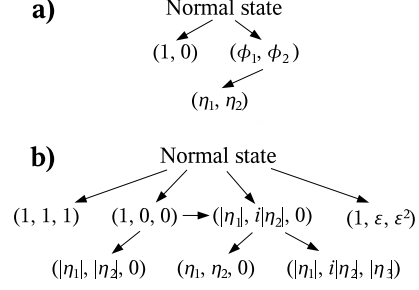 a) Normal state
(1, 0) (ϕ₁, ϕ₂)
(η₁, η₂)
b) Normal state
(1, 1, 1) (1, 0, 0) (|η₁|, i|η₂|, 0) (1, ε, ε²)
(|η₁|, |η₂|, 0) (η₁, η₂, 0) (|η₁|, i|η₂|, |η₃|)